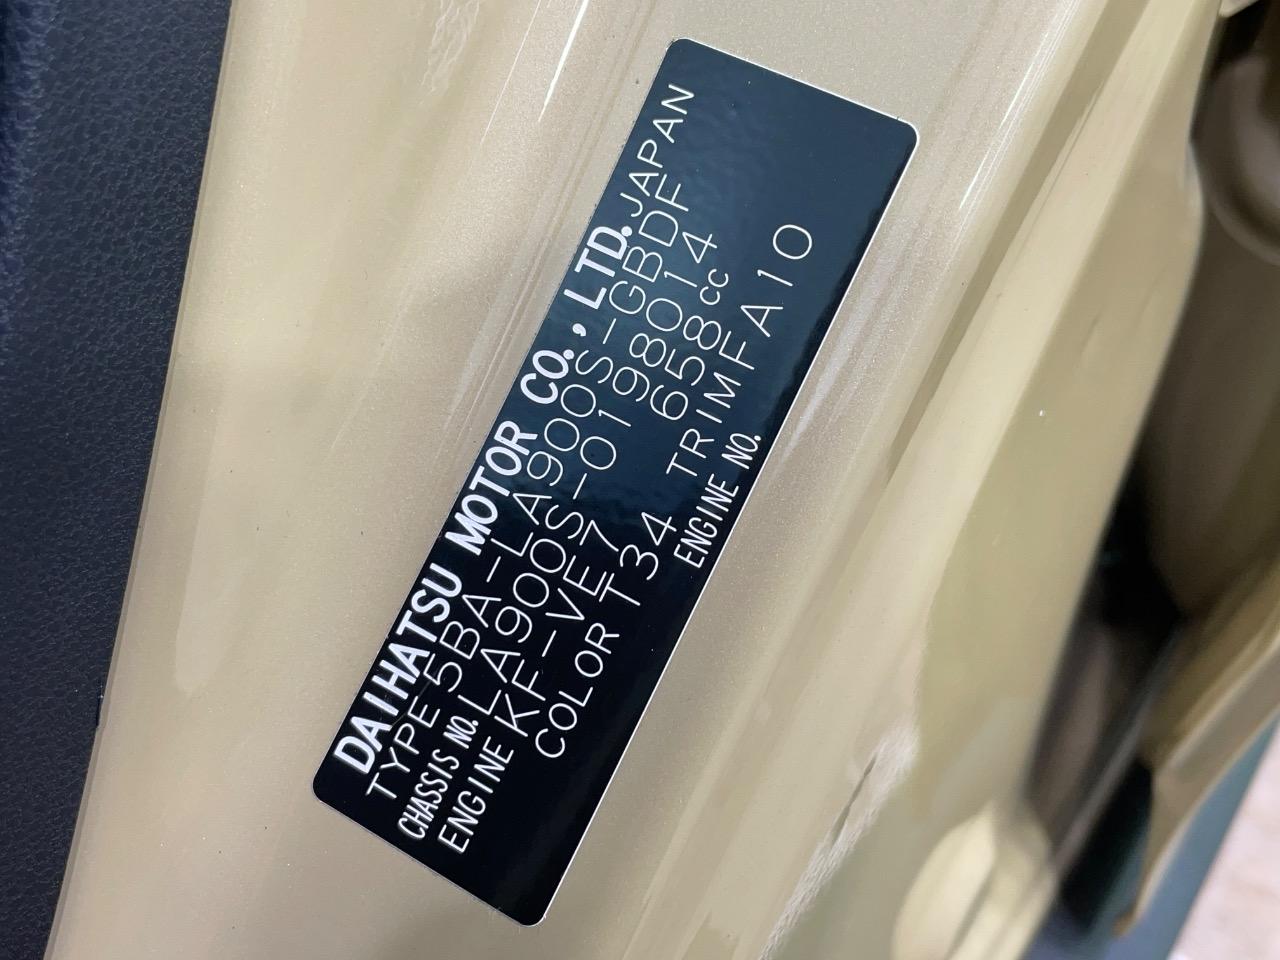 DAIHATSU MOTOR CO., LTD. JAPAN
TYPE 5BA-LA900S-GBDF
CHASSIS NO. LA900S-0198014
ENGINE KF-VE7 658cc
COLOR T34 TRIM FA10
ENGINE NO.